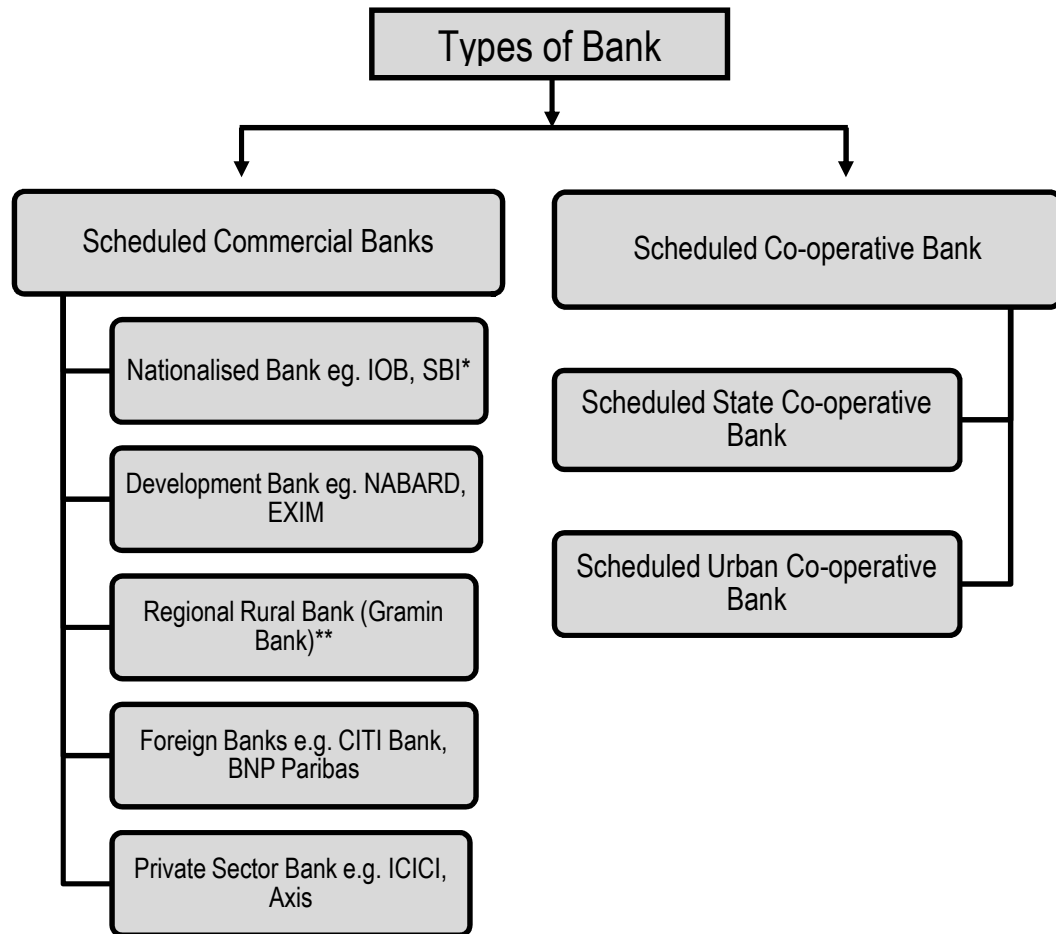 Types of Bank
Scheduled Commercial Banks
Nationalised Bank eg. IOB, SBI*
Development Bank eg. NABARD,
EXIM
Regional Rural Bank (Gramin
Bank)**
Foreign Banks e.g. CITI Bank,
BNP Paribas
Private Sector Bank e.g. ICICI,
Axis
Scheduled Co-operative Bank
Scheduled State Co-operative
Bank
Scheduled Urban Co-operative
Bank